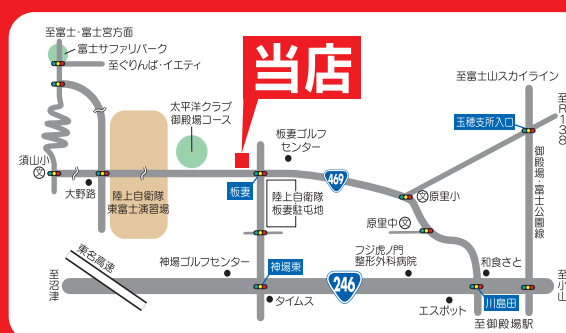 至富士・富士宮方面
富士サファリパーク
至ぐりんぱ・イエティ
当店
至富士山スカイライン
至R138
太平洋クラブ
御殿場コース
板妻ゴルフ
センター
玉穂支所入口
御殿場・富士公園線
須山小
文
大野路
陸上自衛隊
東富士演習場
板妻
469
陸上自衛隊
板妻駐屯地
文原里小
原里中文
東名高速
神場ゴルフセンター
神場東
フジ虎ノ門
整形外科病院
和食さと
至沼津
246
至小山
タイムス
エスポット
川島田
至御殿場駅